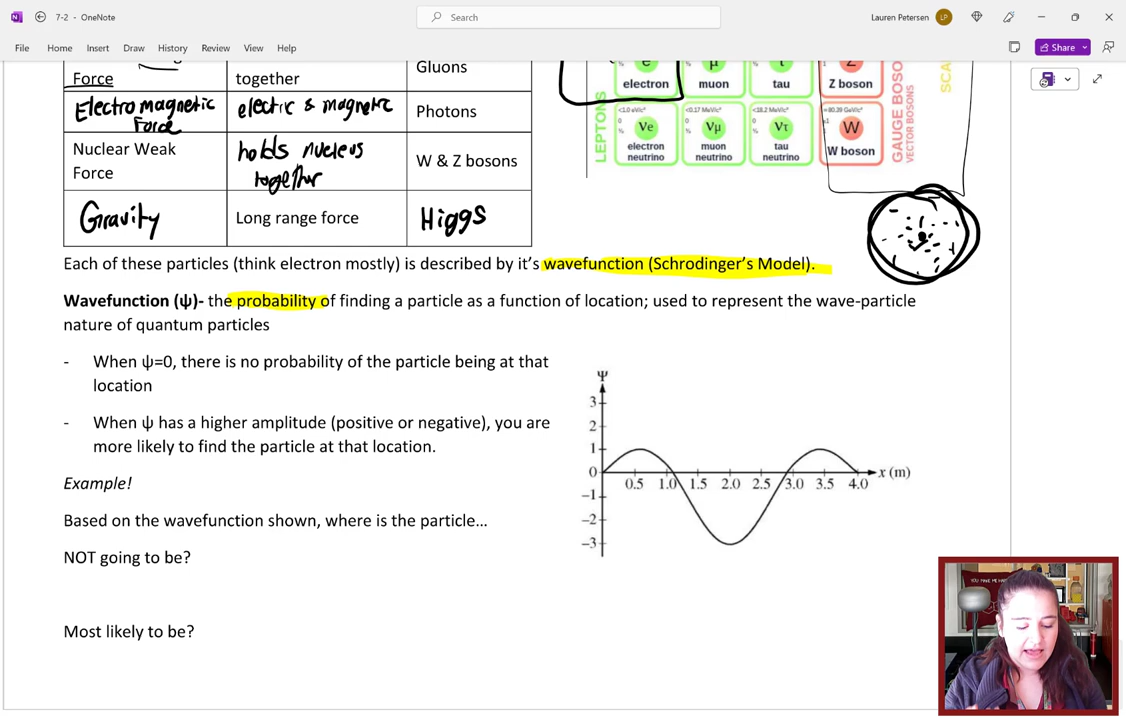 7-2 - OneNote
Search
Lauren Petersen
LP
File Home Insert Draw History Review View Help
Share
Force
together
Gluons
Electromagnetic
Force
electric & magnetic
Photons
Nuclear Weak
Force
holds nucleus
together
W & Z bosons
Gravity
Long range force
Higgs
LEPTONS
electron
muon
tau
Z boson
νe
electron
neutrino
νμ
muon
neutrino
ντ
tau
neutrino
W
W boson
GAUGE BOSO
VECTOR BOSONS
SCA
Each of these particles (think electron mostly) is described by it's wavefunction (Schrodinger's Model).
Wavefunction (ψ)- the probability of finding a particle as a function of location; used to represent the wave-particle
nature of quantum particles
- When ψ=0, there is no probability of the particle being at that
location
- When ψ has a higher amplitude (positive or negative), you are
more likely to find the particle at that location.
Example!
Based on the wavefunction shown, where is the particle...
NOT going to be?
Most likely to be?
Ψ
3
2
1
0
-1
-2
-3
0.5 1.0 1.5 2.0 2.5 3.0 3.5 4.0
x (m)